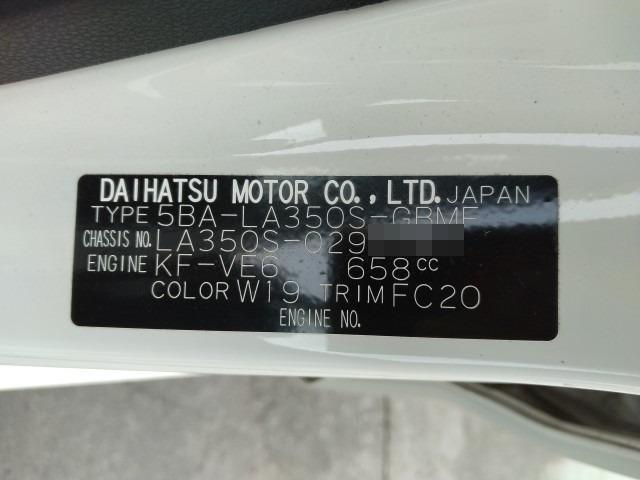 DAIHATSU MOTOR CO., LTD. JAPAN
TYPE 5BA-LA350S-GBMF
CHASSIS NO. LA350S-029
ENGINE KF-VE6 658cc
COLOR W19 TRIM FC20
ENGINE NO.